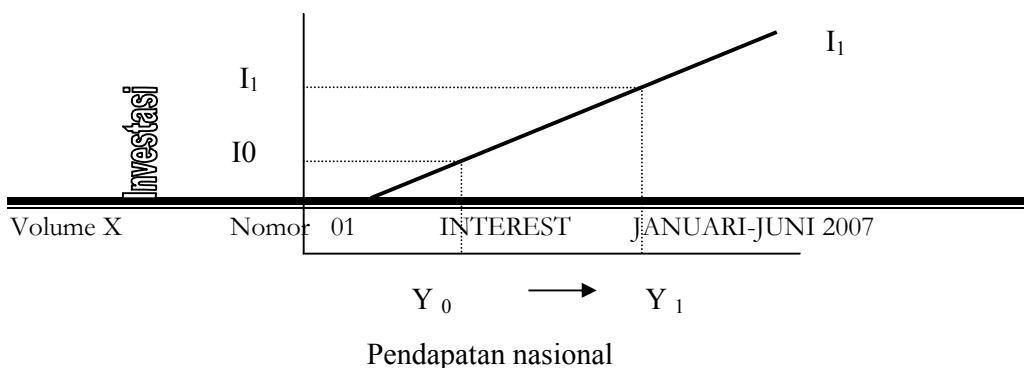 I₁
I₁
Investasi
I0
Volume X Nomor 01 INTEREST JANUARI-JUNI 2007
Y ₀ Y ₁
Pendapatan nasional